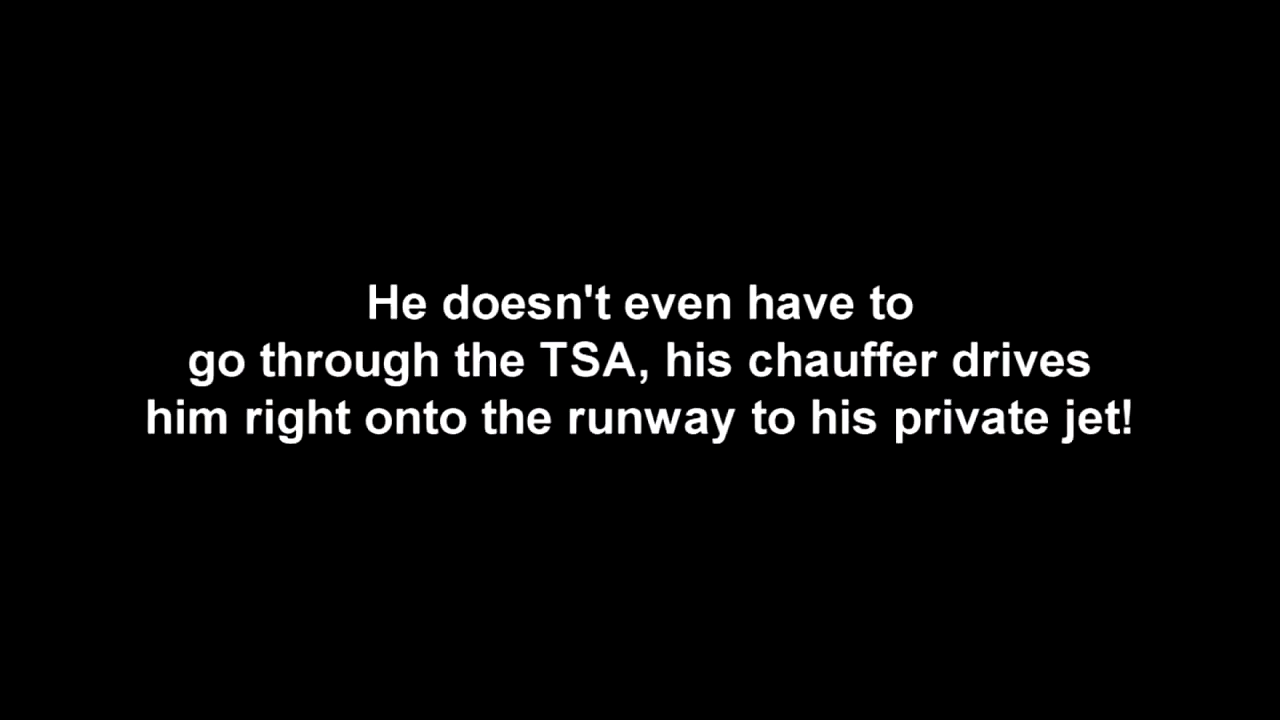 He doesn't even have to
go through the TSA, his chauffer drives
him right onto the runway to his private jet!